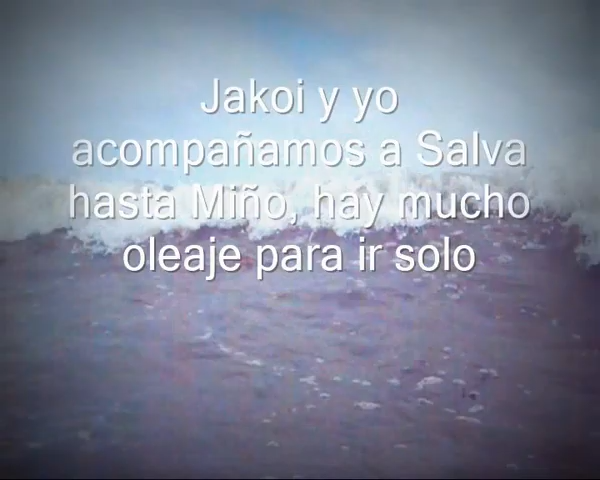 Jakoi y yo
acompañamos a Salva
hasta Miño, hay mucho
oleaje para ir solo